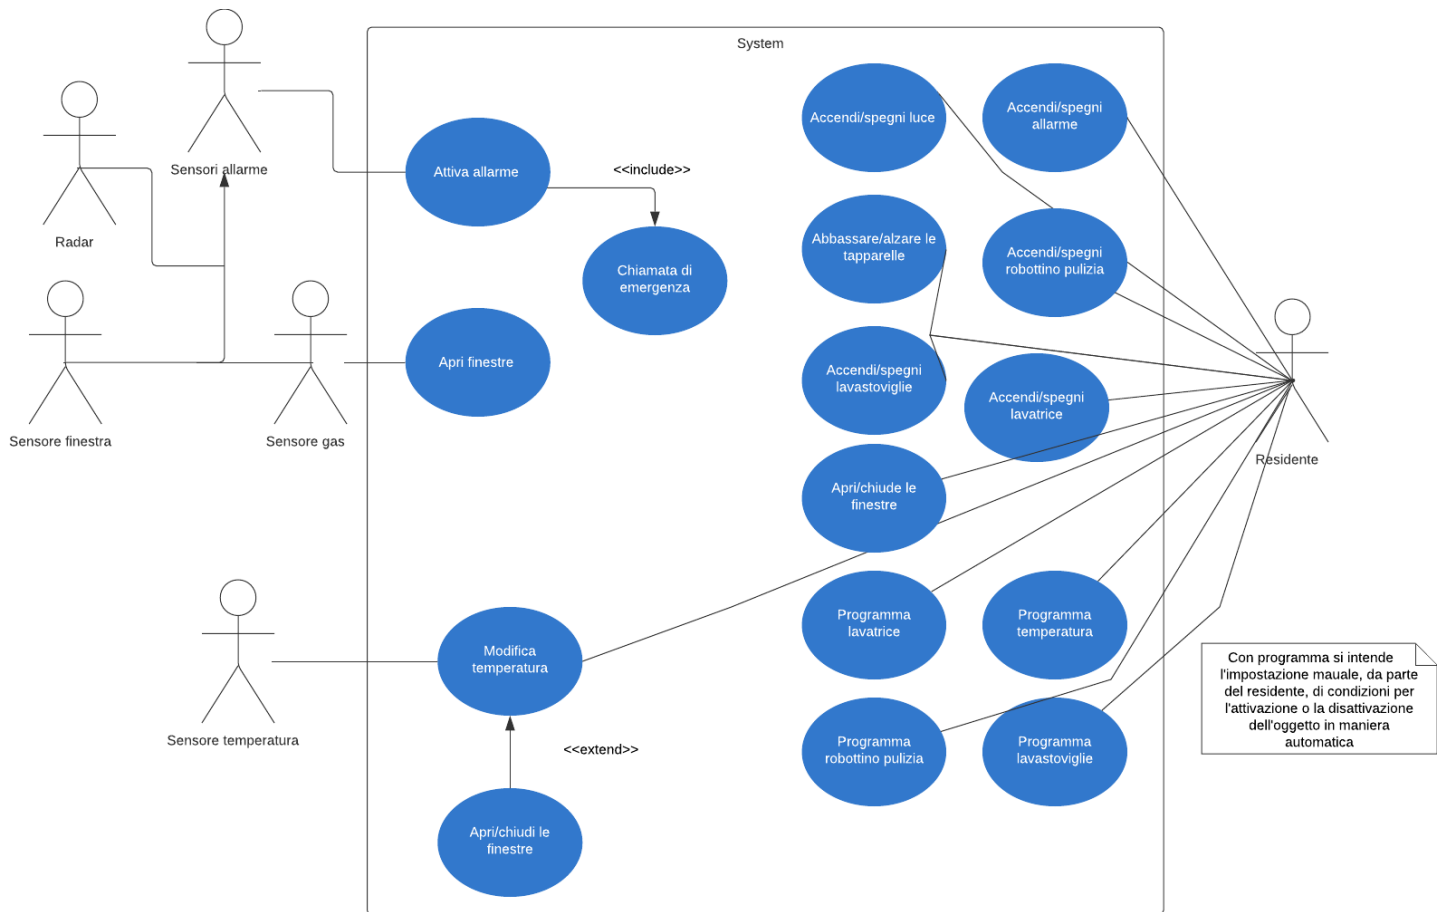 System
Sensori allarme
Radar
Sensore finestra
Sensore gas
Sensore temperatura
Attiva allarme
<<include>>
Chiamata di
emergenza
Apri finestre
Modifica
temperatura
<<extend>>
Apri/chiudi le
finestre
Accendi/spegni luce
Accendi/spegni
allarme
Abbassare/alzare le
tapparelle
Accendi/spegni
robottino pulizia
Accendi/spegni
lavastoviglie
Accendi/spegni
lavatrice
Apri/chiude le
finestre
Programma
lavatrice
Programma
temperatura
Programma
robottino pulizia
Programma
lavastoviglie
Residente
Con programma si intende
l'impostazione mauale, da parte
del residente, di condizioni per
l'attivazione o la disattivazione
dell'oggetto in maniera
automatica